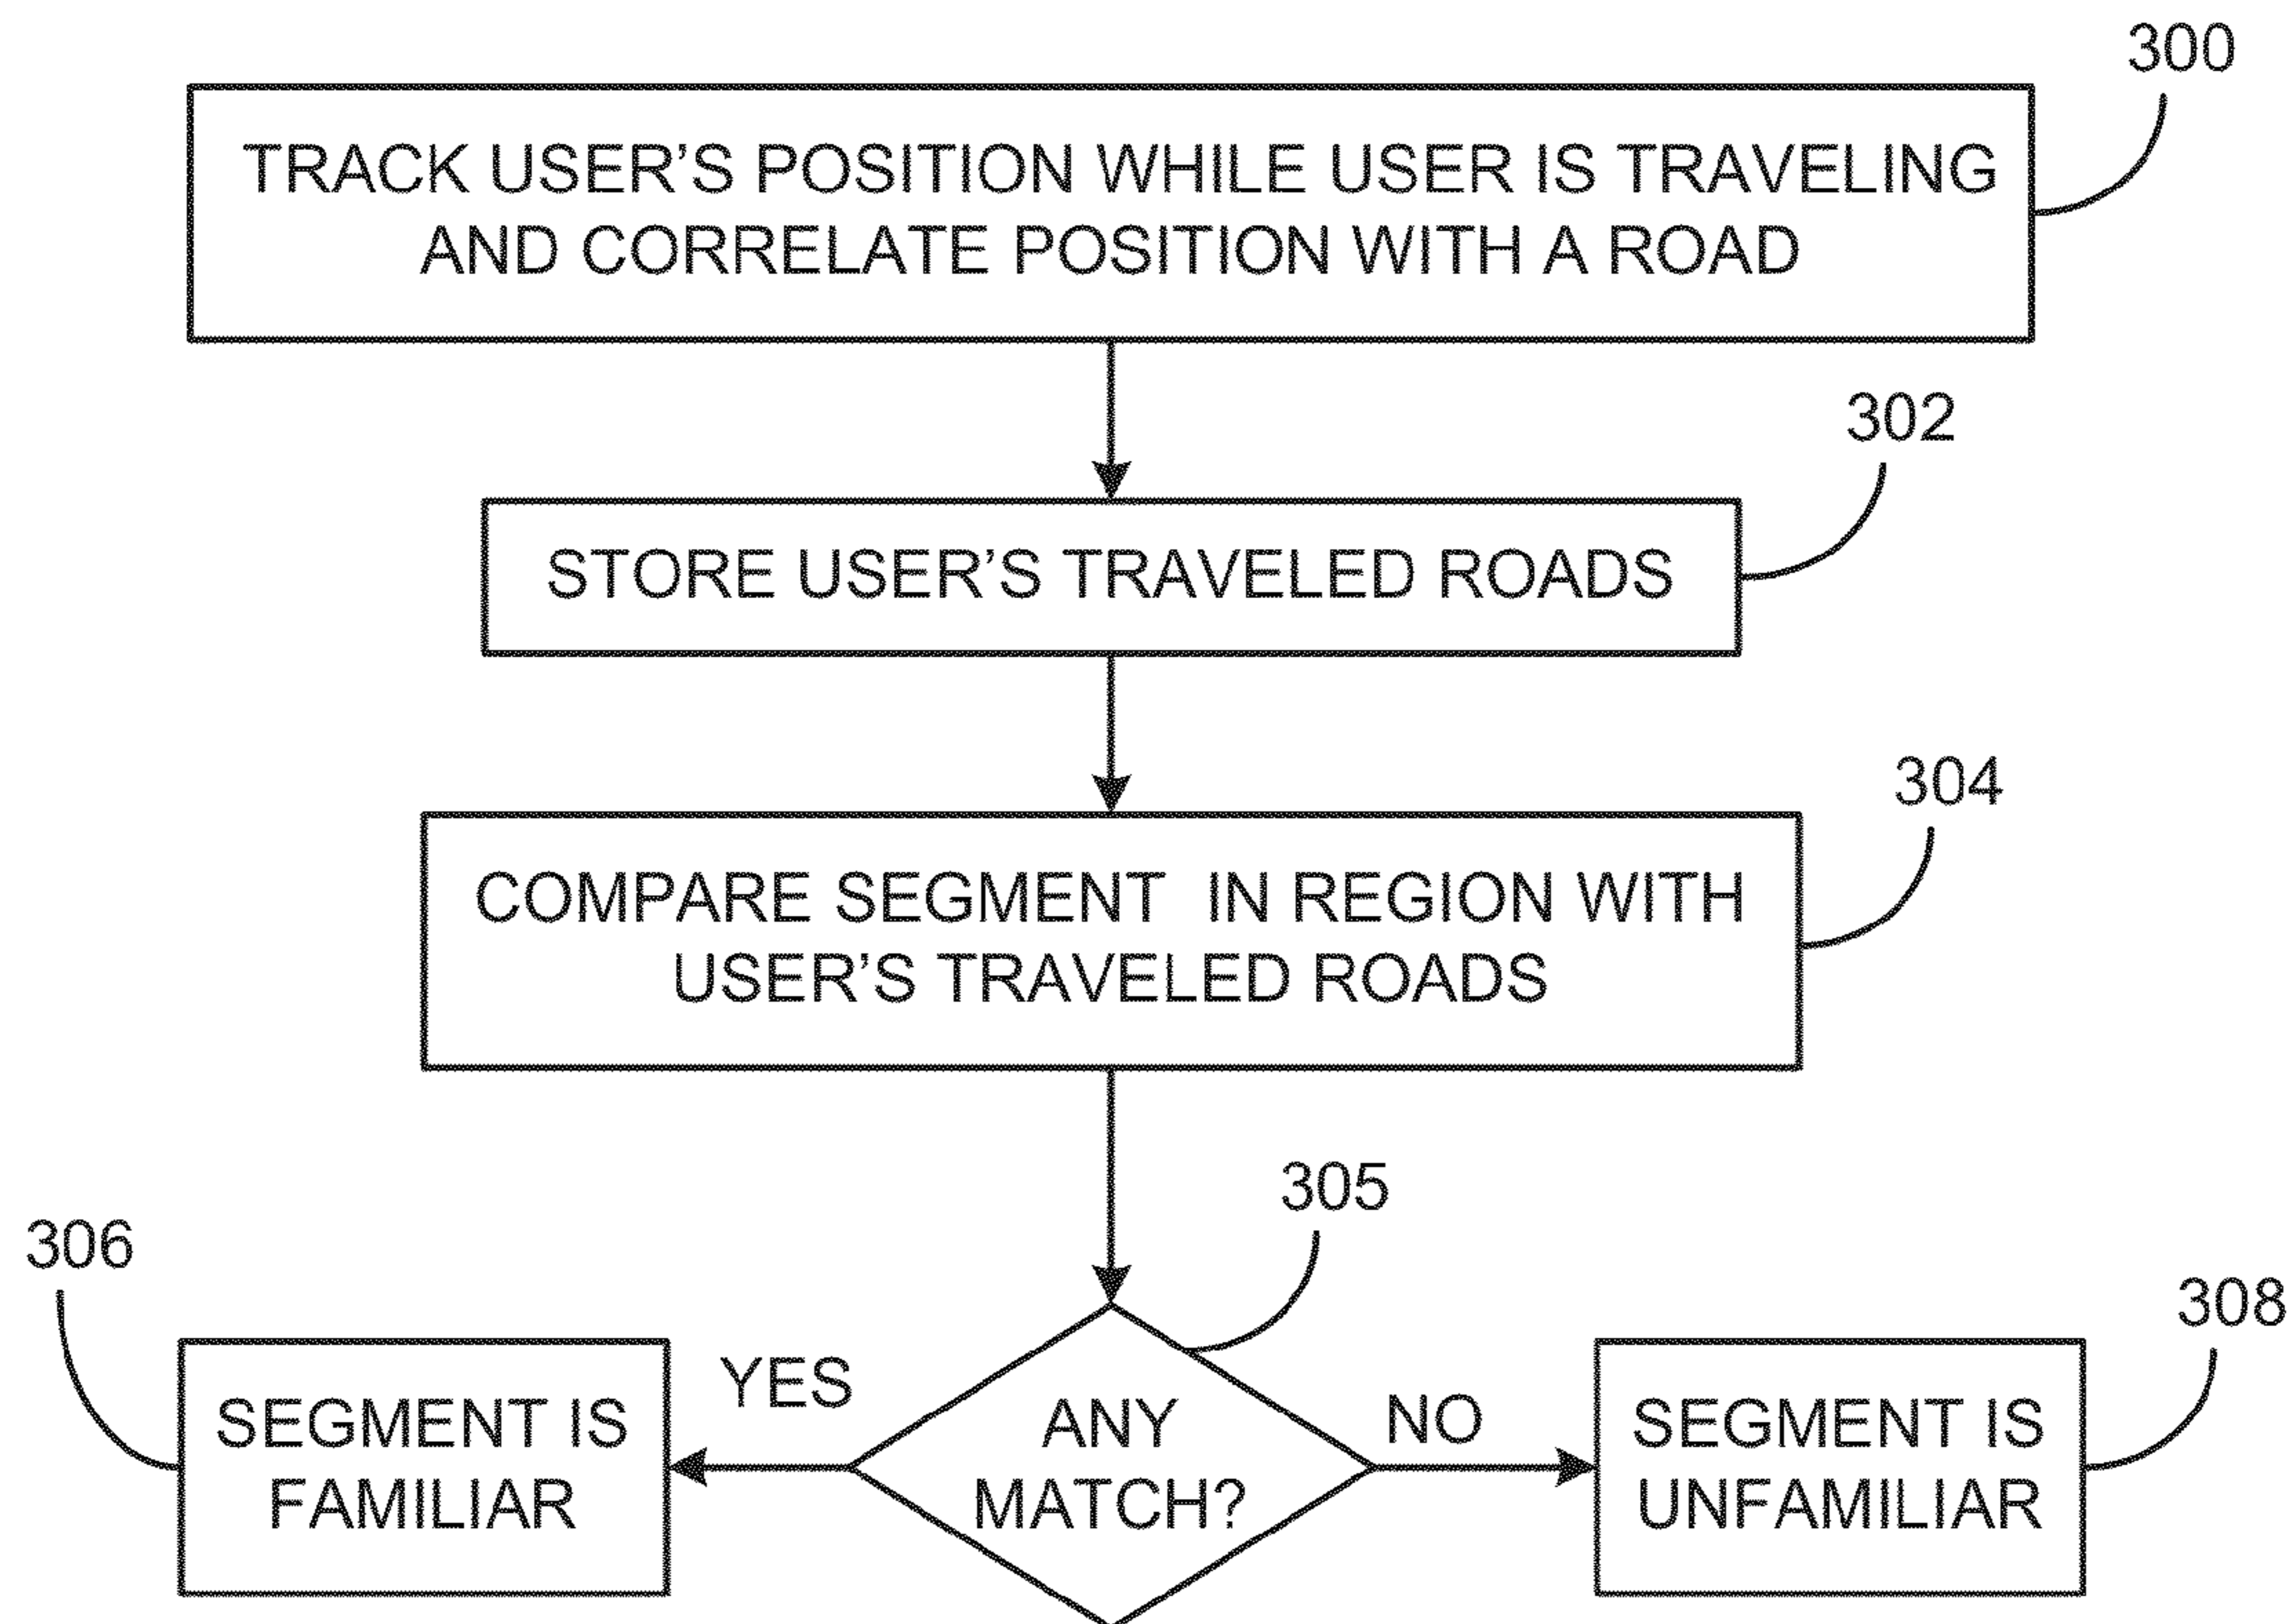 300
TRACK USER’S POSITION WHILE USER IS TRAVELING
AND CORRELATE POSITION WITH A ROAD
302
STORE USER’S TRAVELED ROADS
304
COMPARE SEGMENT IN REGION WITH
USER’S TRAVELED ROADS
305
306
308
YES
NO
SEGMENT IS
FAMILIAR
ANY
MATCH?
SEGMENT IS
UNFAMILIAR